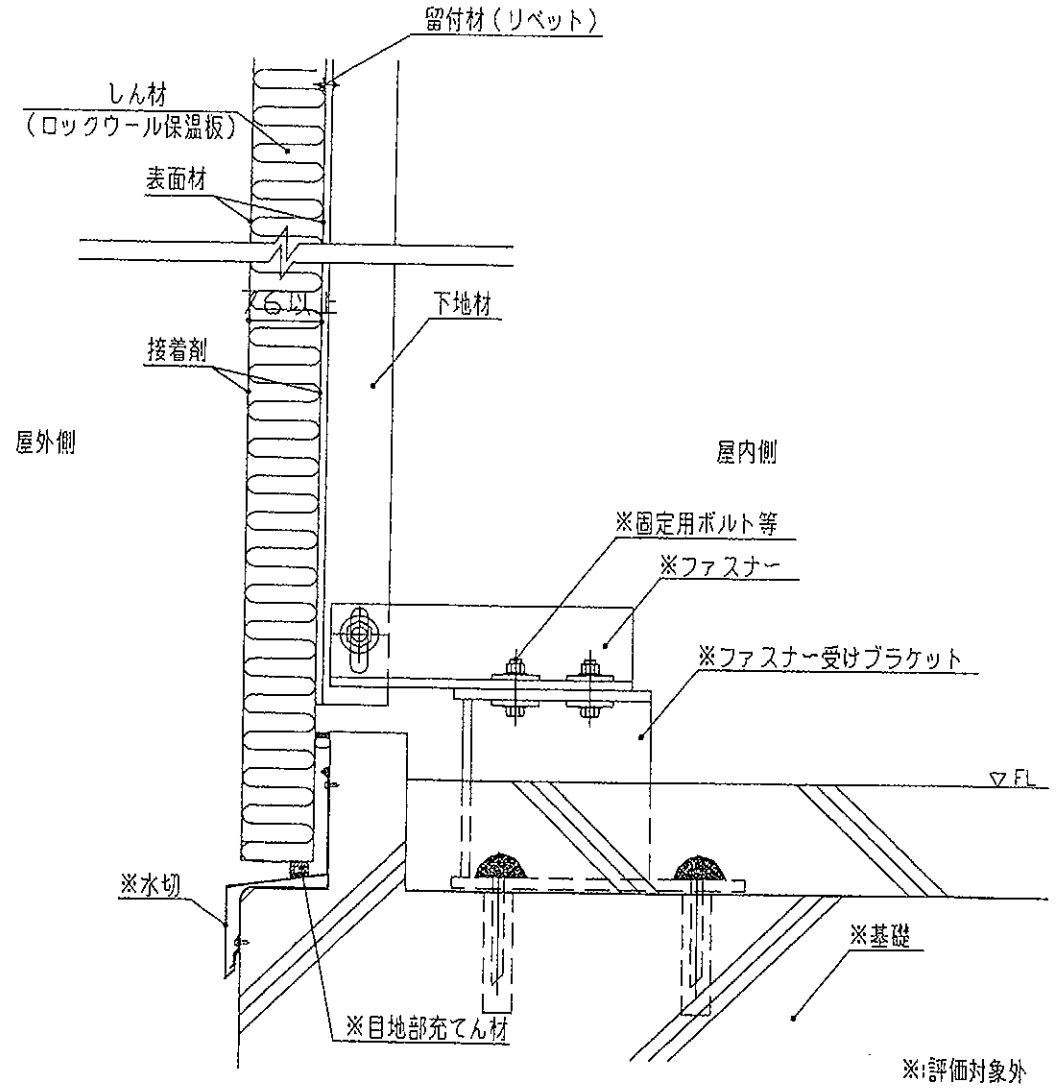 留付材(リベット)
しん材
(ロックウール保温板)
表面材
下地材
接着剤
屋外側
屋内側
※固定用ボルト等
※ファスナー
※ファスナー受けブラケット
▽FL
※水切
※基礎
※目地部充てん材
※:評価対象外